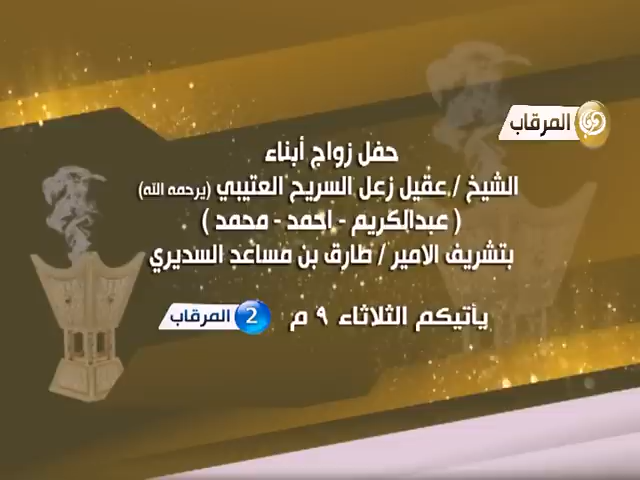 المرقاب
حفل زواج أبناء
الشيخ / عقيل زعل السريح العتيبي (يرحمه الله)
( عبدالكريم - احمد - محمد )
بتشريف الامير / طارق بن مساعد السديري
يأتيكم الثلاثاء ٩ م المرقاب 2